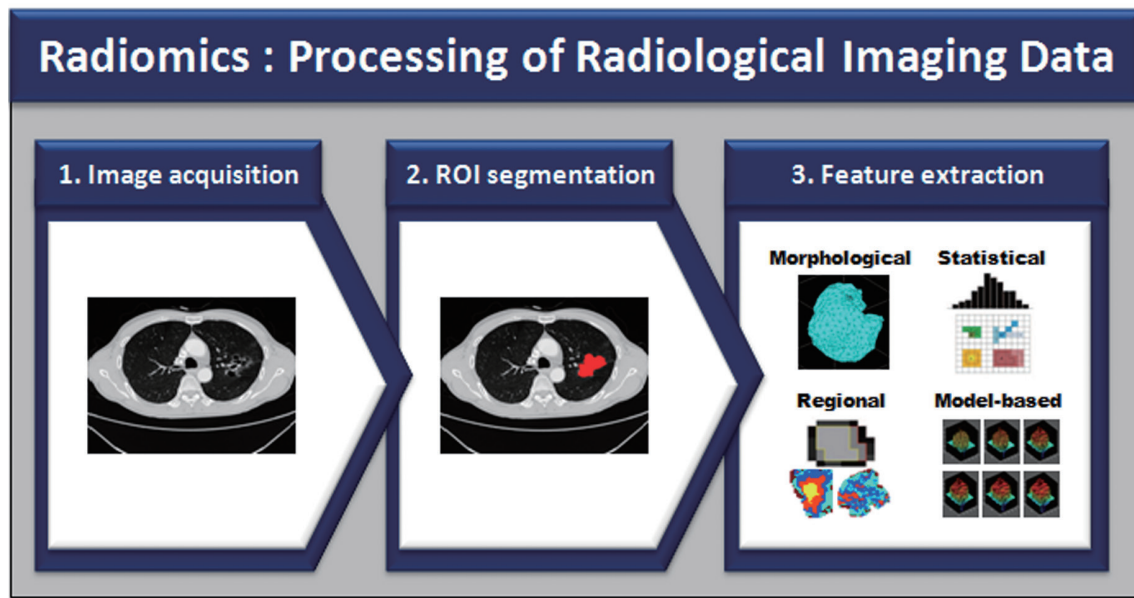 Radiomics : Processing of Radiological Imaging Data
1. Image acquisition
2. ROI segmentation
3. Feature extraction
Morphological
Statistical
Regional
Model-based